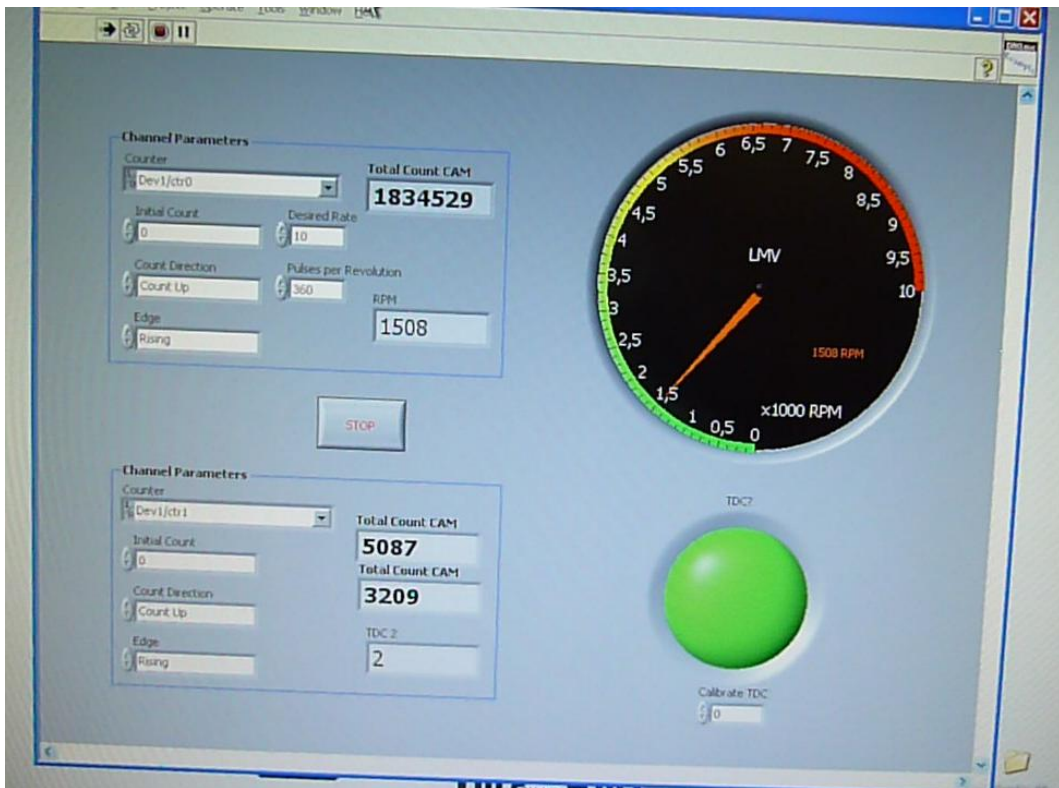 Operate Tools Window
Channel Parameters
Counter
Dev1/ctr0
Total Count CAM
1834529
Initial Count
0
Desired Rate
10
Count Direction
Count Up
Pulses per Revolution
360
Edge
Rising
RPM
1508
STOP
Channel Parameters
Counter
Dev1/ctr1
Total Count CAM
5087
Initial Count
0
Total Count CAM
3209
Count Direction
Count Up
Edge
Rising
TDC 2
2
0
0,5
1
1,5
2
2,5
3
3,5
4
4,5
5
5,5
6
6,5
7
7,5
8
8,5
9
9,5
10
LMV
1508 RPM
x1000 RPM
TDC?
Calibrate TDC
0